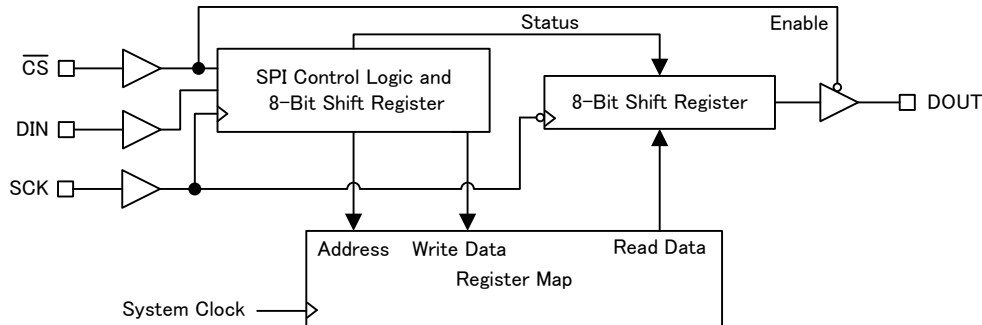 Status
Enable
CS
SPI Control Logic and
8-Bit Shift Register
8-Bit Shift Register
DOUT
DIN
SCK
Address
Write Data
Read Data
Register Map
System Clock